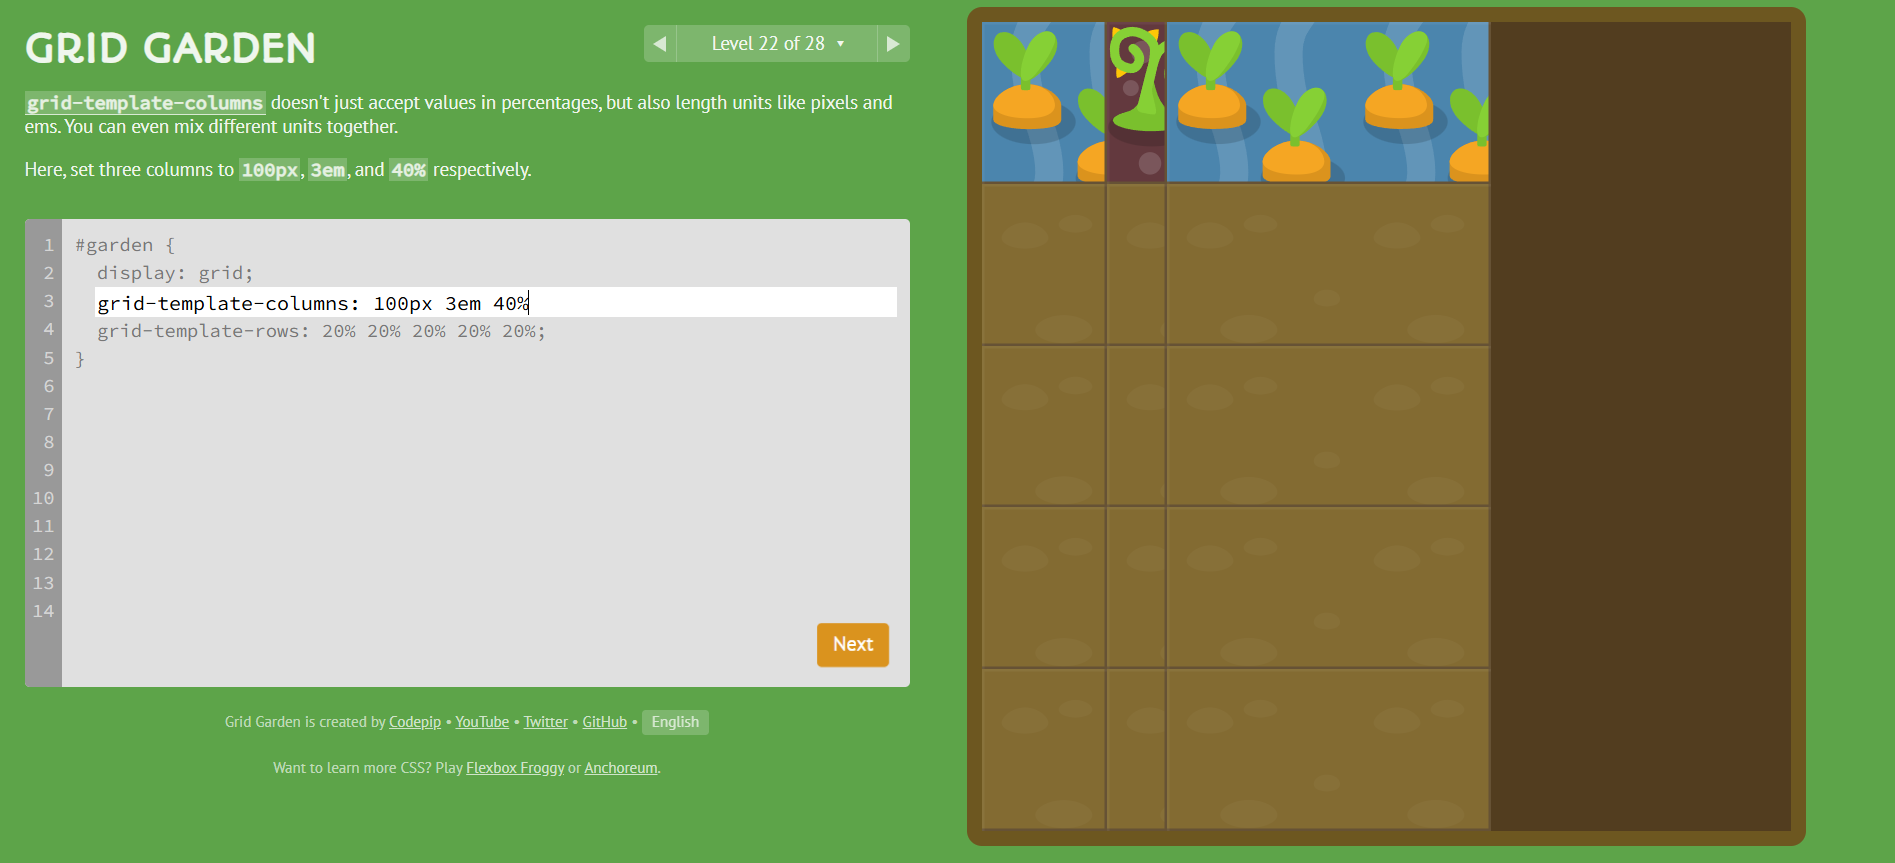 GRID GARDEN
◀ Level 22 of 28 ▼ ▶
grid-template-columns doesn't just accept values in percentages, but also length units like pixels and
ems. You can even mix different units together.
Here, set three columns to 100px, 3em, and 40% respectively.
1 #garden {
2 display: grid;
3 grid-template-columns: 100px 3em 40%
4 grid-template-rows: 20% 20% 20% 20% 20%;
5 }
6
7
8
9
10
11
12
13
14
Next
Grid Garden is created by Codepip • YouTube • Twitter • GitHub • English
Want to learn more CSS? Play Flexbox Froggy or Anchoreum.